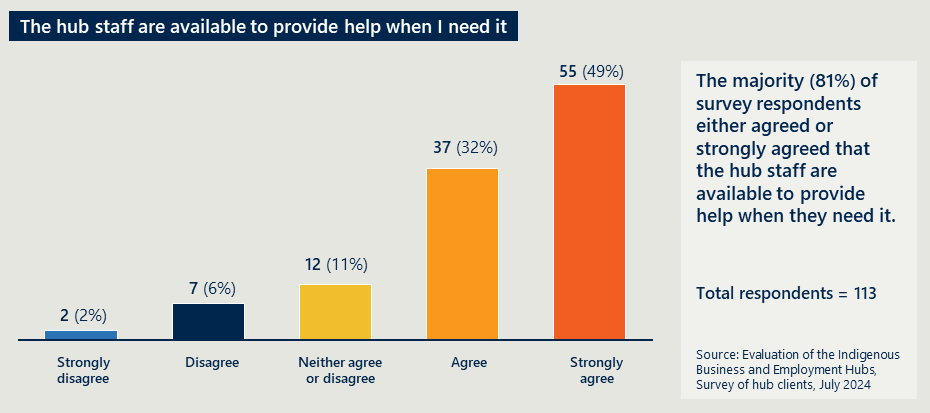 The hub staff are available to provide help when I need it
55 (49%)
37 (32%)
12 (11%)
7 (6%)
2 (2%)
Strongly
disagree
Disagree
Neither agree
or disagree
Agree
Strongly
agree
The majority (81%) of
survey respondents
either agreed or
strongly agreed that
the hub staff are
available to provide
help when they need it.
Total respondents = 113
Source: Evaluation of the Indigenous
Business and Employment Hubs,
Survey of hub clients, July 2024